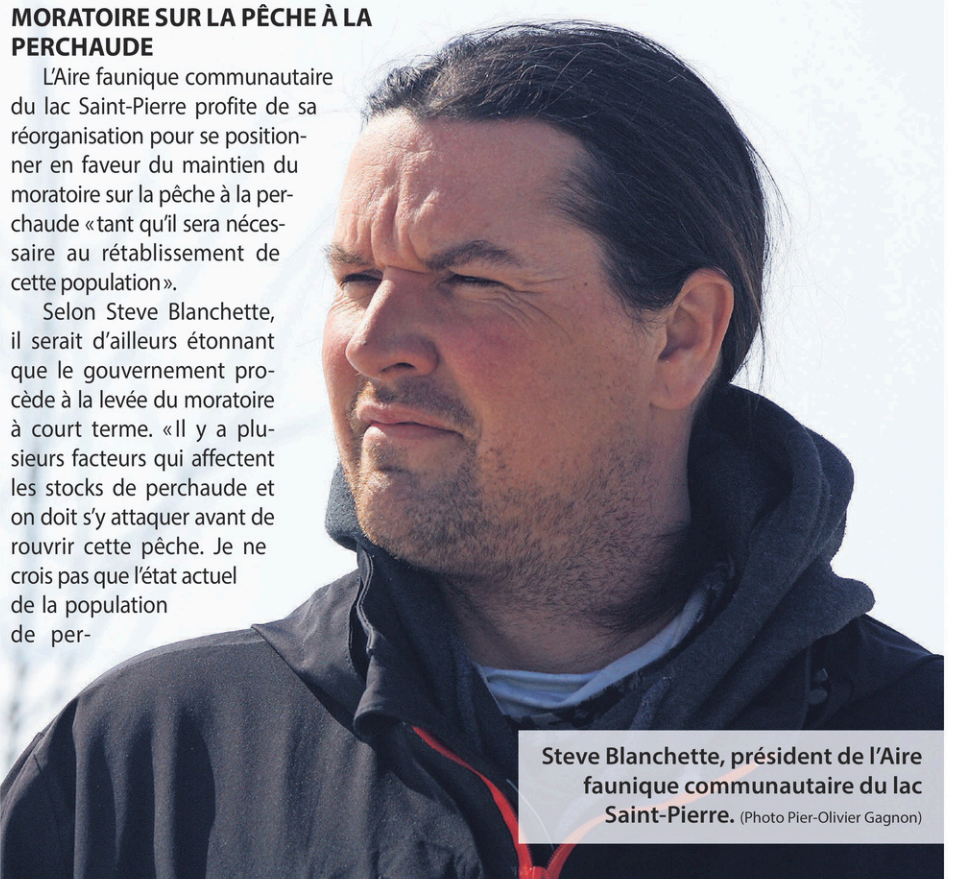 MORATOIRE SUR LA PÊCHE À LA
PERCHAUDE
L'Aire faunique communautaire
du lac Saint-Pierre profite de sa
réorganisation pour se position-
ner en faveur du maintien du
moratoire sur la pêche à la per-
chaude «tant qu'il sera néces-
saire au rétablissement de
cette population».
Selon Steve Blanchette,
il serait d'ailleurs étonnant
que le gouvernement pro-
cède à la levée du moratoire
à court terme. «Il y a plu-
sieurs facteurs qui affectent
les stocks de perchaude et
on doit s'y attaquer avant de
rouvrir cette pêche. Je ne
crois pas que l'état actuel
de la population
de per-
Steve Blanchette, président de l'Aire
faunique communautaire du lac
Saint-Pierre. (Photo Pier-Olivier Gagnon)